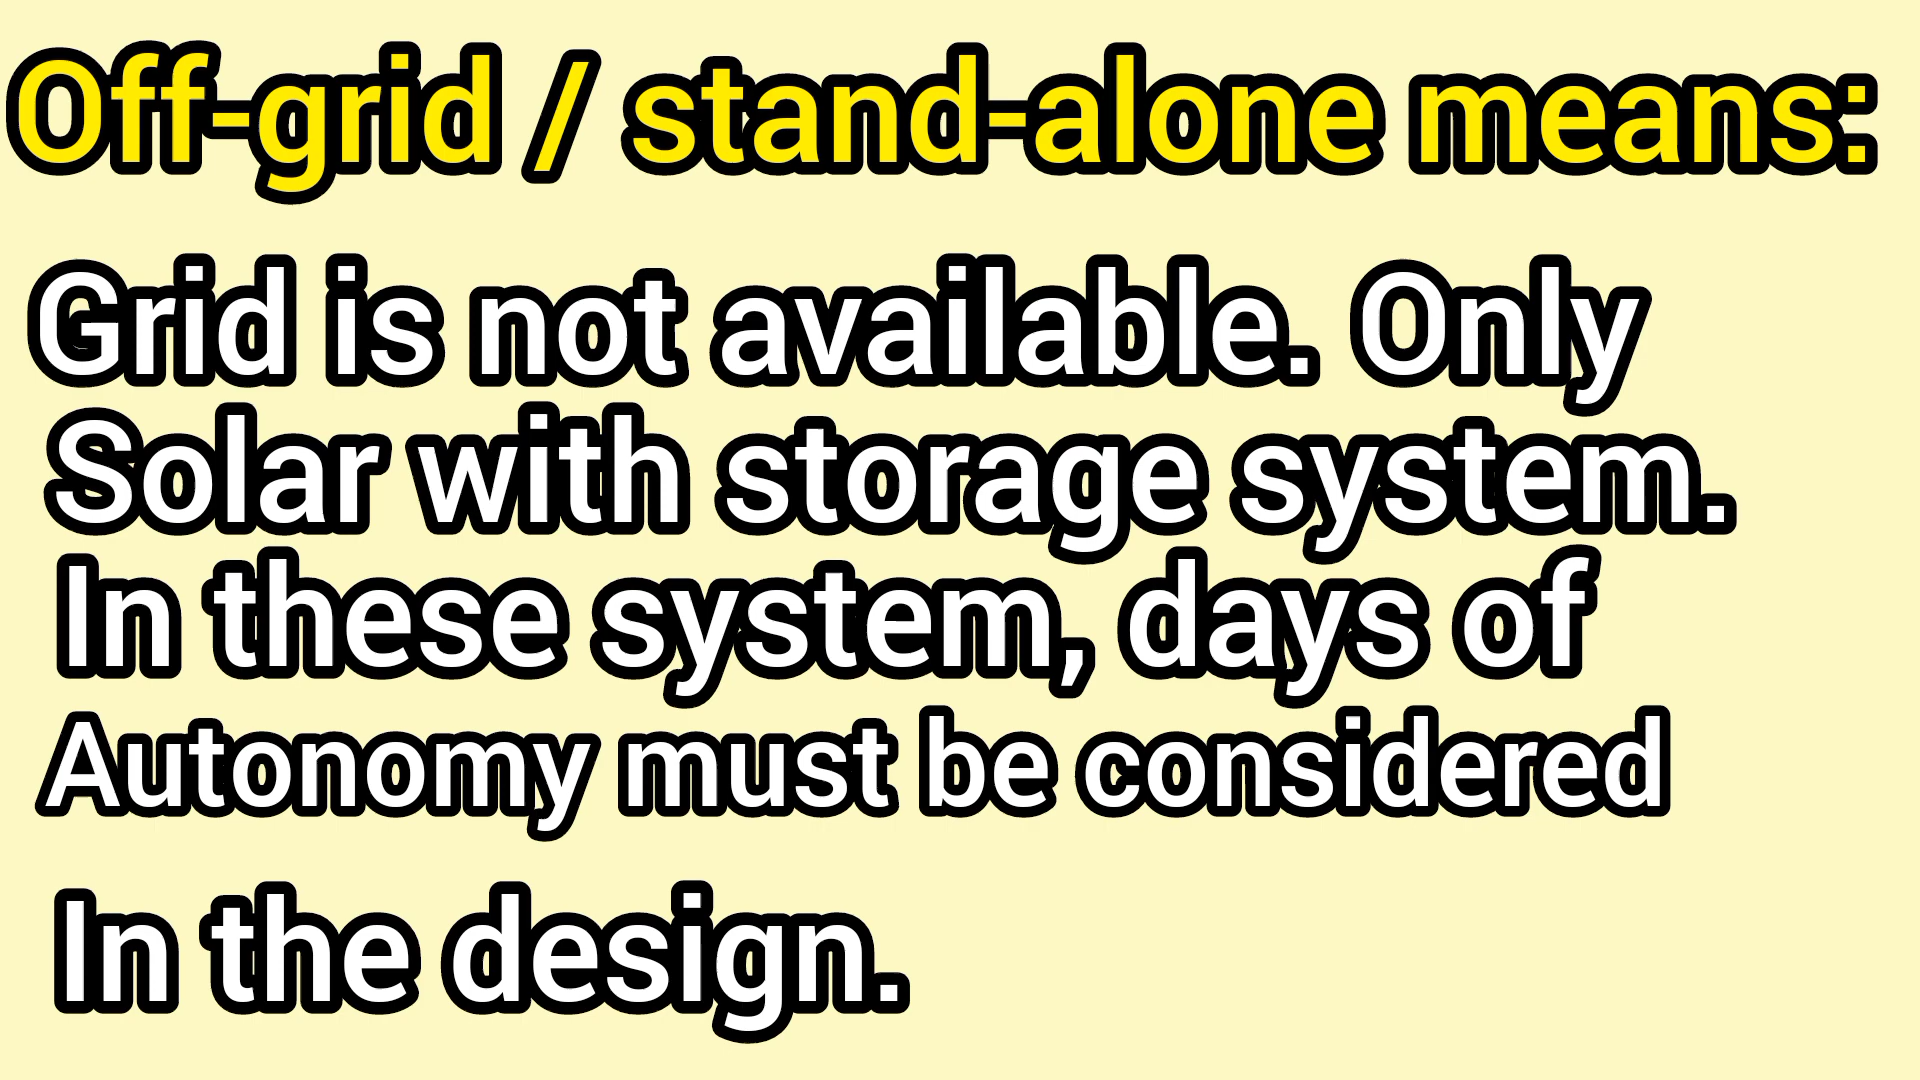 Off-grid / stand-alone means:
Grid is not available. Only
Solar with storage system.
In these system, days of
Autonomy must be considered
In the design.